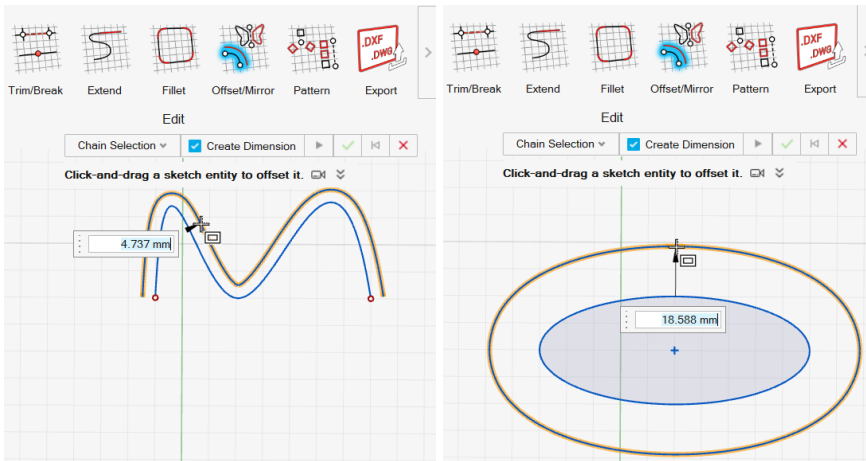 .DXF
.DWG
Trim/Break Extend Fillet Offset/Mirror Pattern Export
Edit
Chain Selection Create Dimension
Click-and-drag a sketch entity to offset it.
4.737 mm
.DXF
.DWG
Trim/Break Extend Fillet Offset/Mirror Pattern Export
Edit
Chain Selection Create Dimension
Click-and-drag a sketch entity to offset it.
18.588 mm